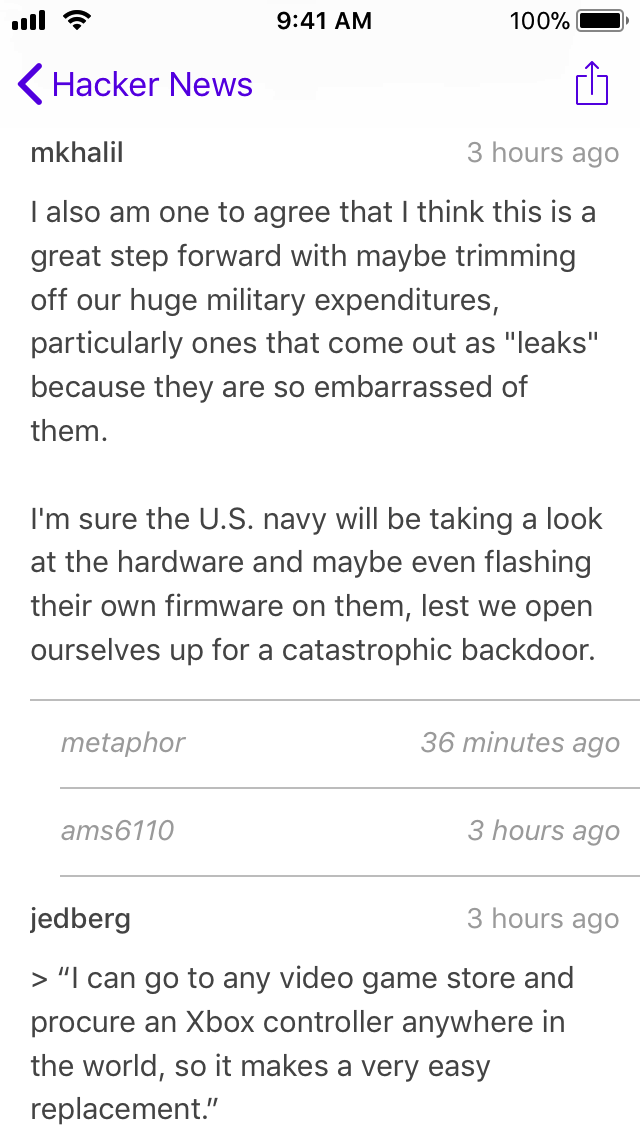 9:41 AM 100%
Hacker News
mkhalil 3 hours ago
I also am one to agree that I think this is a
great step forward with maybe trimming
off our huge military expenditures,
particularly ones that come out as "leaks"
because they are so embarrassed of
them.
I'm sure the U.S. navy will be taking a look
at the hardware and maybe even flashing
their own firmware on them, lest we open
ourselves up for a catastrophic backdoor.
metaphor 36 minutes ago
ams6110 3 hours ago
jedberg 3 hours ago
> “I can go to any video game store and
procure an Xbox controller anywhere in
the world, so it makes a very easy
replacement.”